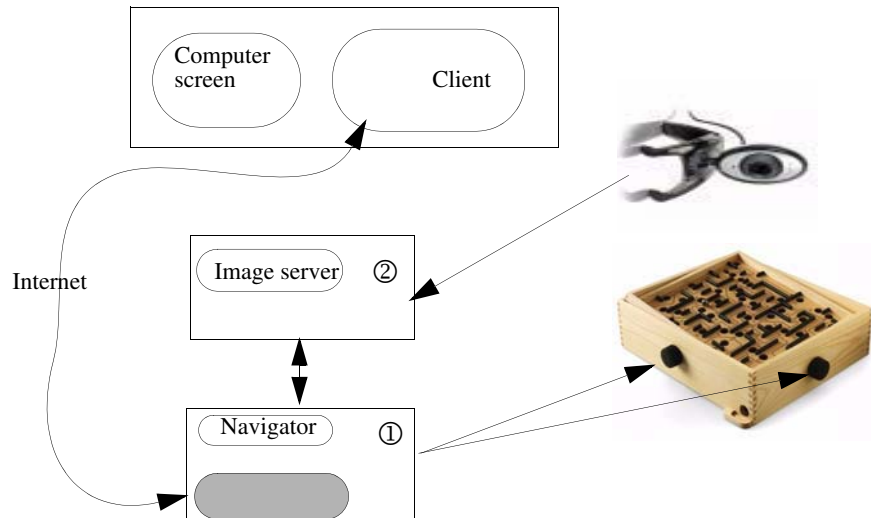 Computer
screen
Client
Internet
Image server ②
Navigator ①